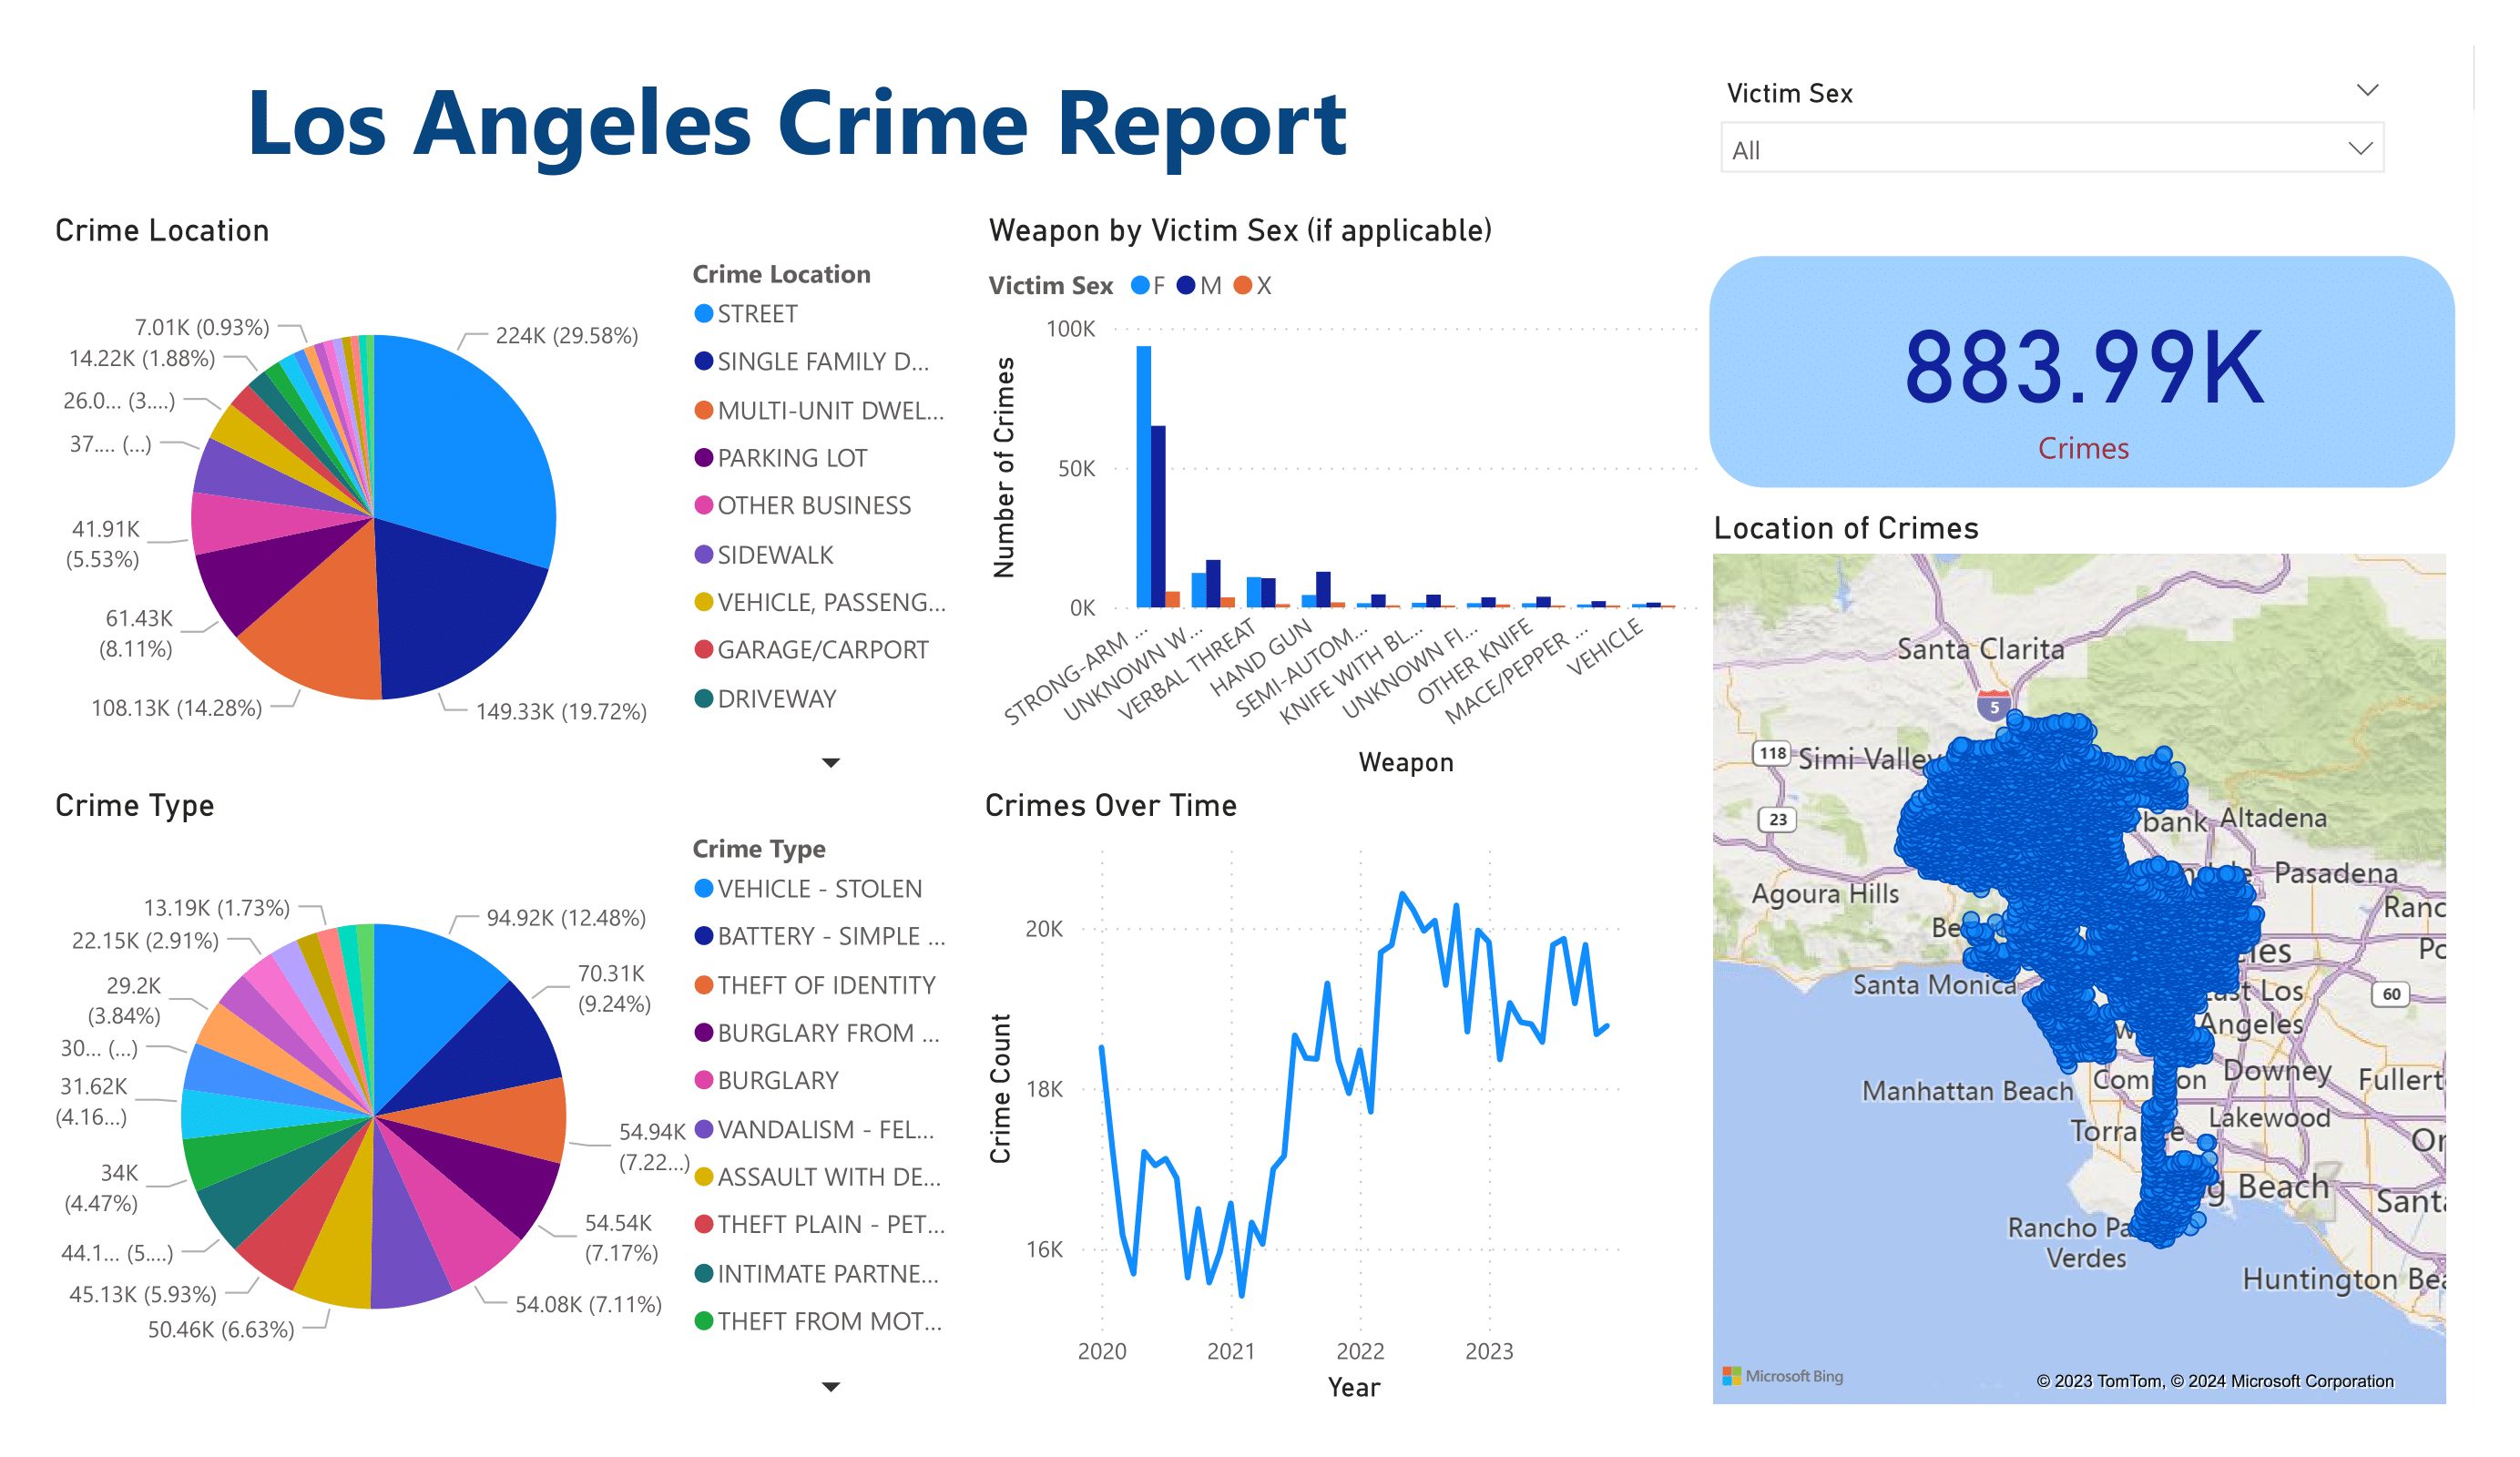 Los Angeles Crime Report
Victim Sex
All
Crime Location
Crime Location
STREET
SINGLE FAMILY D...
MULTI-UNIT DWEL...
PARKING LOT
OTHER BUSINESS
SIDEWALK
VEHICLE, PASSENG...
GARAGE/CARPORT
DRIVEWAY
7.01K (0.93%)
14.22K (1.88%)
26.0... (3....)
37.... (...)
41.91K
(5.53%)
61.43K
(8.11%)
108.13K (14.28%)
149.33K (19.72%)
224K (29.58%)
Weapon by Victim Sex (if applicable)
Victim Sex F M X
Number of Crimes
100K
50K
0K
STRONG-ARM ...
UNKNOWN W...
VERBAL THREAT
HAND GUN
SEMI-AUTOM...
KNIFE WITH BL...
UNKNOWN FI...
OTHER KNIFE
MACE/PEPPER ...
VEHICLE
Weapon
883.99K
Crimes
Crime Type
Crime Type
VEHICLE - STOLEN
BATTERY - SIMPLE ...
THEFT OF IDENTITY
BURGLARY FROM ...
BURGLARY
VANDALISM - FEL...
ASSAULT WITH DE...
THEFT PLAIN - PET...
INTIMATE PARTNE...
THEFT FROM MOT...
13.19K (1.73%)
22.15K (2.91%)
29.2K
(3.84%)
30... (...)
31.62K
(4.16...)
34K
(4.47%)
44.1... (5....)
45.13K (5.93%)
50.46K (6.63%)
54.08K (7.11%)
54.54K
(7.17%)
54.94K
(7.22...)
70.31K
(9.24%)
94.92K (12.48%)
Crimes Over Time
Crime Count
20K
18K
16K
2020
2021
2022
2023
Year
Location of Crimes
Santa Clarita
5
118
Simi Valley
23
rbank
Altadena
Pasadena
Agoura Hills
Ranc
Be
Po
eles
Santa Monica
60
East Los
Angeles
Manhattan Beach
Compton
Downey
Fullert
Lakewood
Torrance
Or
g Beach
Santa
Rancho Pa
Verdes
Huntington Bea
Microsoft Bing
© 2023 TomTom, © 2024 Microsoft Corporation